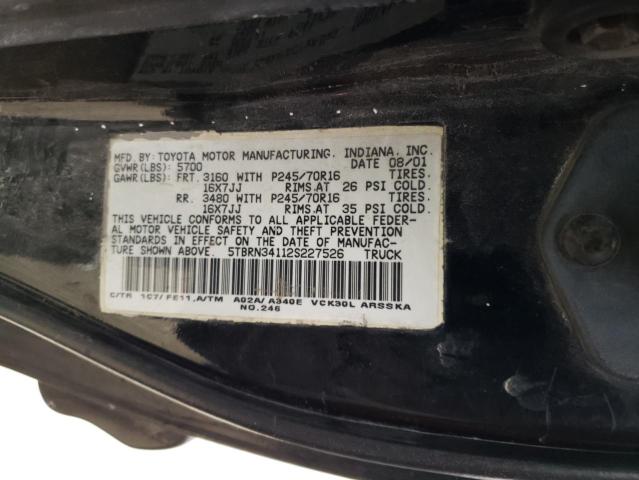 MFD. BY: TOYOTA MOTOR MANUFACTURING, INDIANA, INC.
GVWR(LBS): 5700 DATE 08/01
GAWR(LBS): FRT. 3160 WITH P245/70R16 TIRES.
16X7JJ RIMS.AT 26 PSI COLD.
RR. 3480 WITH P245/70R16 TIRES.
16X7JJ RIMS.AT 35 PSI COLD.
THIS VEHICLE CONFORMS TO ALL APPLICABLE FEDER-
AL MOTOR VEHICLE SAFETY AND THEFT PREVENTION
STANDARDS IN EFFECT ON THE DATE OF MANUFAC-
TURE SHOWN ABOVE. 5TBRN34112S227526 TRUCK
C/TR 1C7/ FE11,A/TM A02A/ A340E VCK30L ARSSKA
NO.246